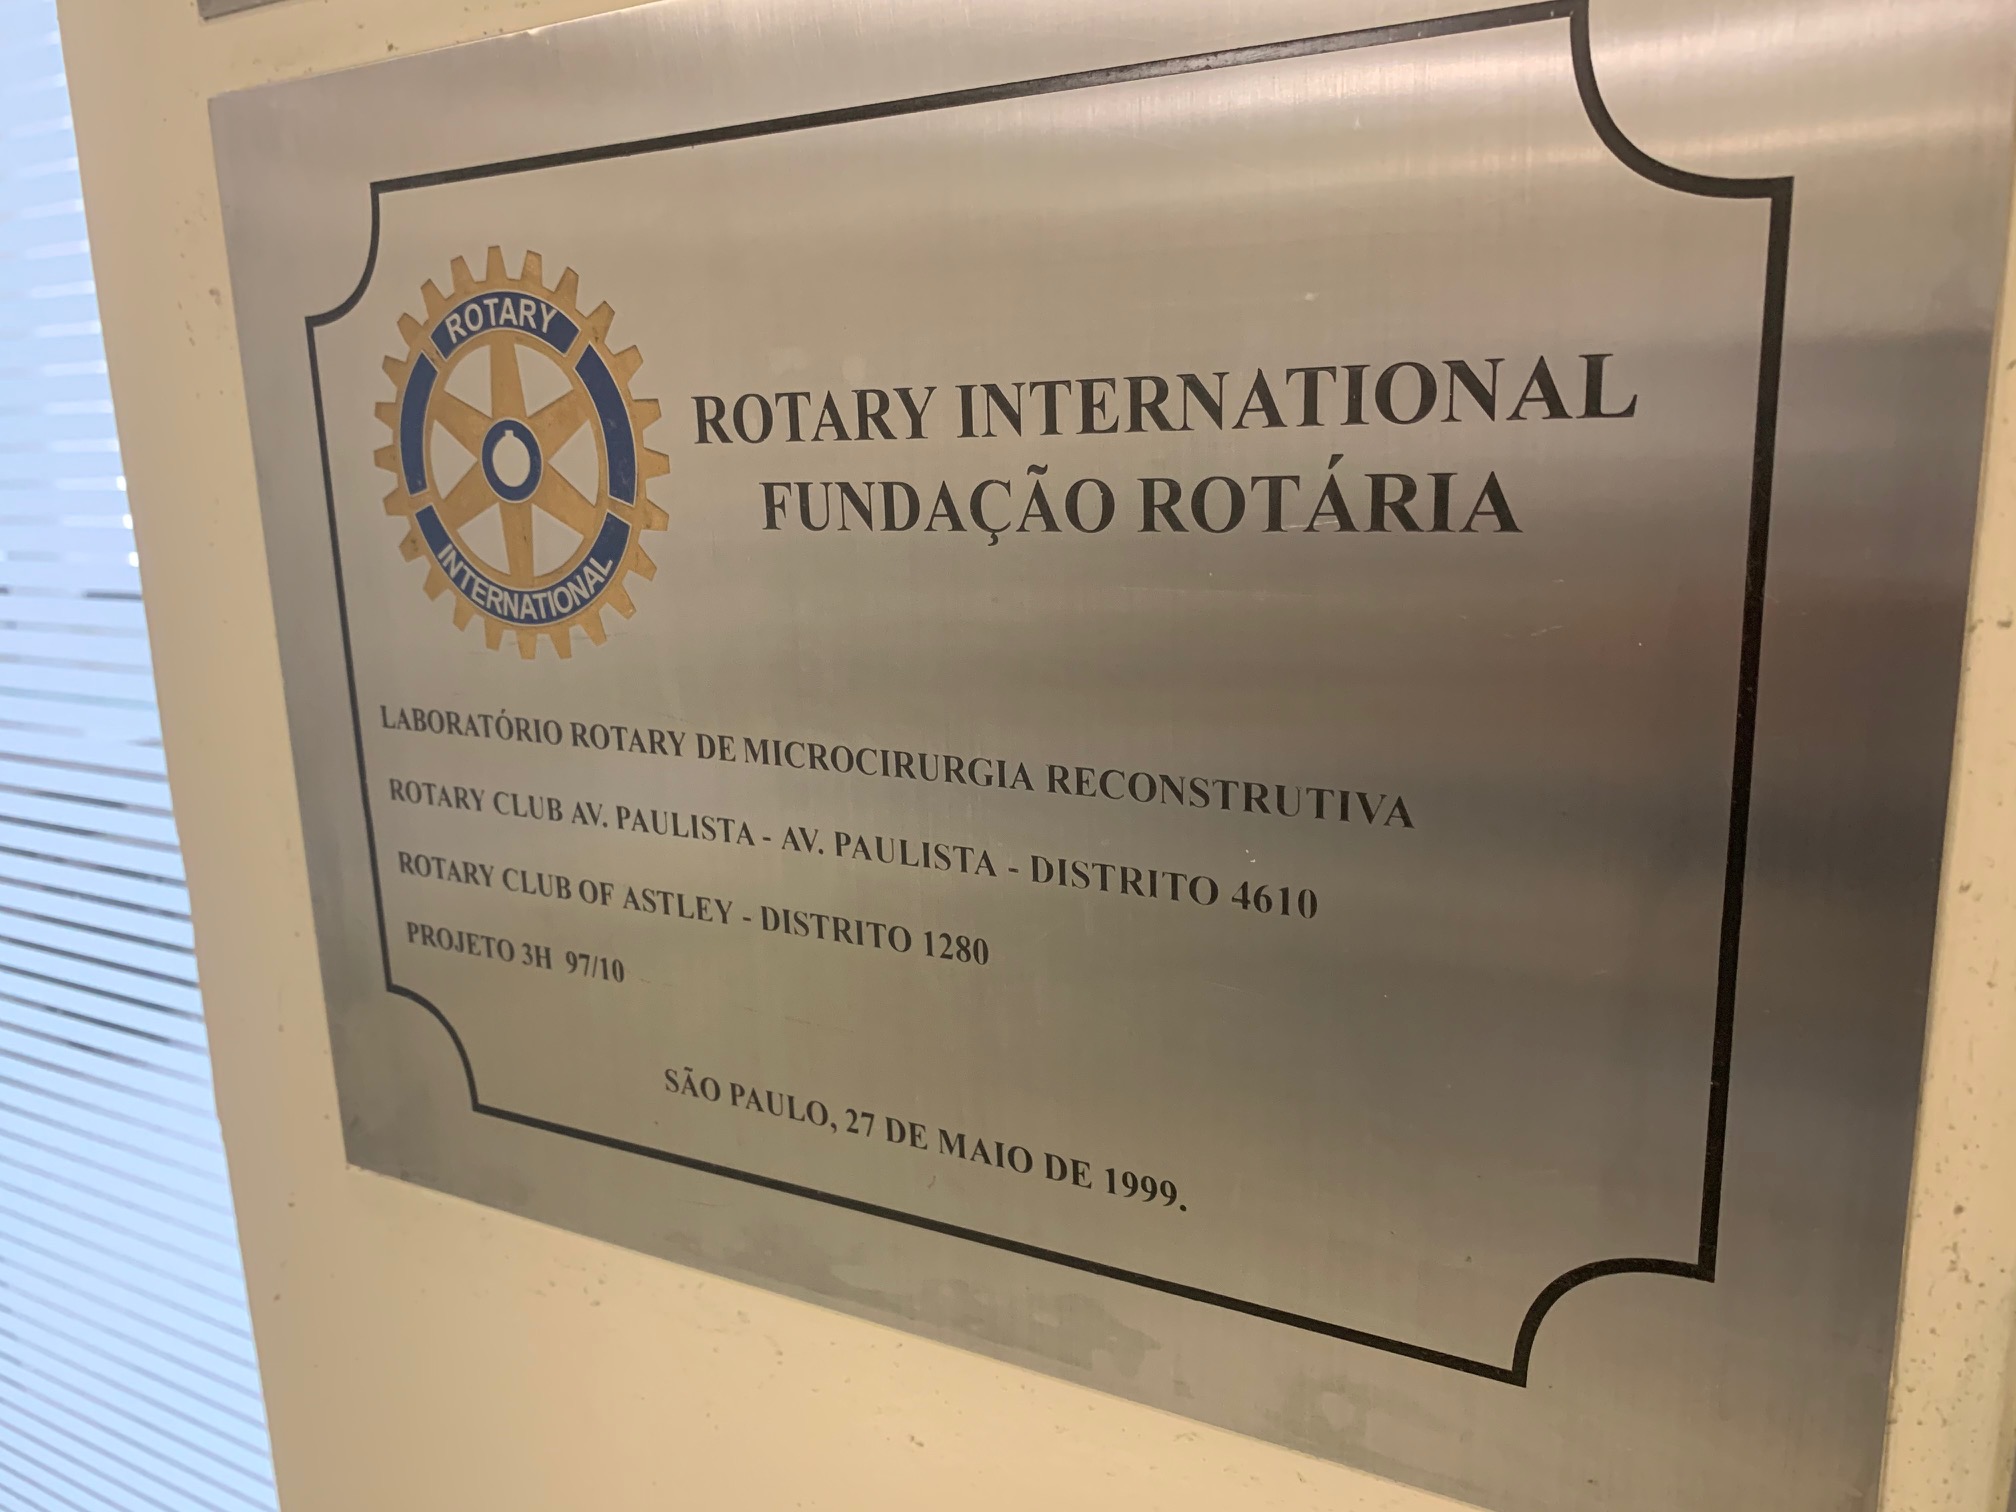 ROTARY
INTERNATIONAL
ROTARY INTERNATIONAL
FUNDAÇÃO ROTÁRIA
LABORATÓRIO ROTARY DE MICROCIRURGIA RECONSTRUTIVA
ROTARY CLUB AV. PAULISTA - AV. PAULISTA - DISTRITO 4610
ROTARY CLUB OF ASTLEY - DISTRITO 1280
PROJETO 3H 97/10
SÃO PAULO, 27 DE MAIO DE 1999.